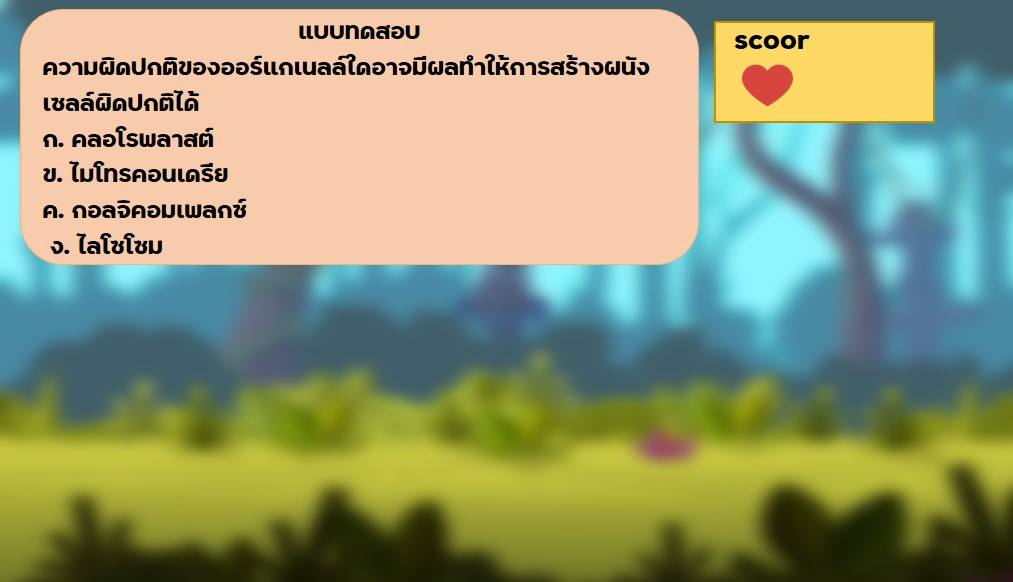 แบบทดสอบ
ความผิดปกติของออร์แกเนลล์ใดอาจมีผลทำให้การสร้างผนัง
เซลล์ผิดปกติได้
ก. คลอโรพลาสต์
ข. ไมโทรคอนเดรีย
ค. กอลจิคอมเพลกซ์
ง. ไลโซโซม
scoor